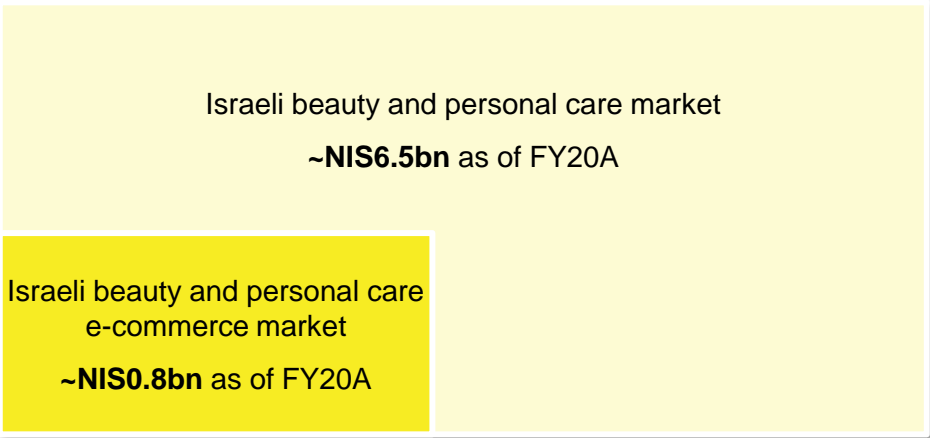 Israeli beauty and personal care market
~NIS6.5bn as of FY20A
Israeli beauty and personal care
e-commerce market
~NIS0.8bn as of FY20A